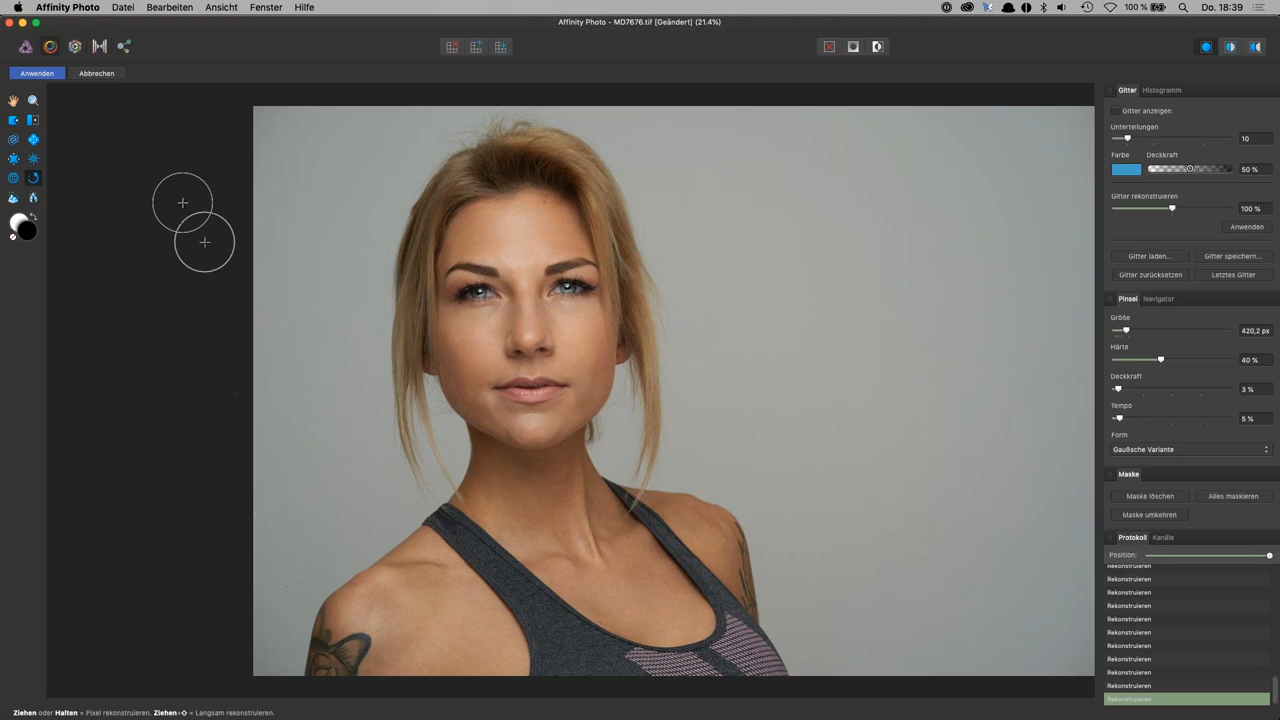 Affinity Photo Datei Bearbeiten Ansicht Fenster Hilfe 100 % Do. 18:39
Affinity Photo - MD7676.tif [Geändert] (21.4%)
Anwenden Abbrechen
Gitter Histogramm
Gitter anzeigen
Unterteilungen
10
Farbe Deckkraft
50 %
Gitter rekonstruieren
100 %
Anwenden
Gitter laden... Gitter speichern...
Gitter zurücksetzen Letztes Gitter
Pinsel Navigator
Größe
420,2 px
Härte
40 %
Deckkraft
3 %
Tempo
5 %
Form
Gaußsche Variante
Maske
Maske löschen Alles maskieren
Maske umkehren
Protokoll Kanäle
Position:
Rekonstruieren
Rekonstruieren
Rekonstruieren
Rekonstruieren
Rekonstruieren
Rekonstruieren
Rekonstruieren
Rekonstruieren
Rekonstruieren
Rekonstruieren
Rekonstruieren
Ziehen oder Halten = Pixel rekonstruieren. Ziehen+⇧ = Langsam rekonstruieren.